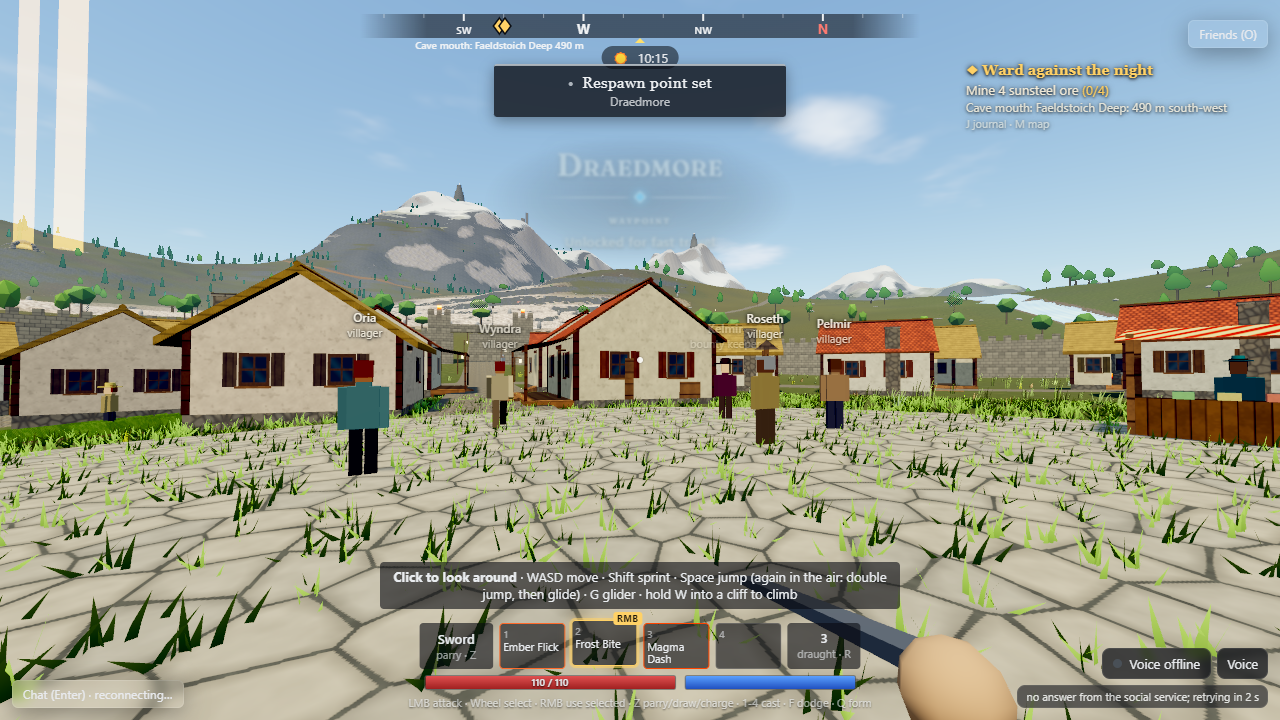 SW
W
NW
N
Cave mouth: Faeldstoich Deep 490 m
10:15
Friends (O)
Respawn point set
Draedmore
Ward against the night
Mine 4 sunsteel ore (0/4)
Cave mouth: Faeldstoich Deep: 490 m south-west
J journal · M map
DRAEDMORE
WAYPOINT
Unlocked for fast
Oria
villager
Wyndra
villager
Roseth
villager
Pelmir
villager
Click to look around · WASD move · Shift sprint · Space jump (again in the air: double
jump, then glide) · G glider · hold W into a cliff to climb
RMB
Sword
parry · Z
1
Ember Flick
2
Frost Bite
3
Magma
Dash
4
3
draught · R
110 / 110
LMB attack · Wheel select · RMB use selected · Z parry/draw/charge · 1-4 cast · F dodge · Q form
Chat (Enter) · reconnecting...
Voice offline
Voice
no answer from the social service; retrying in 2 s